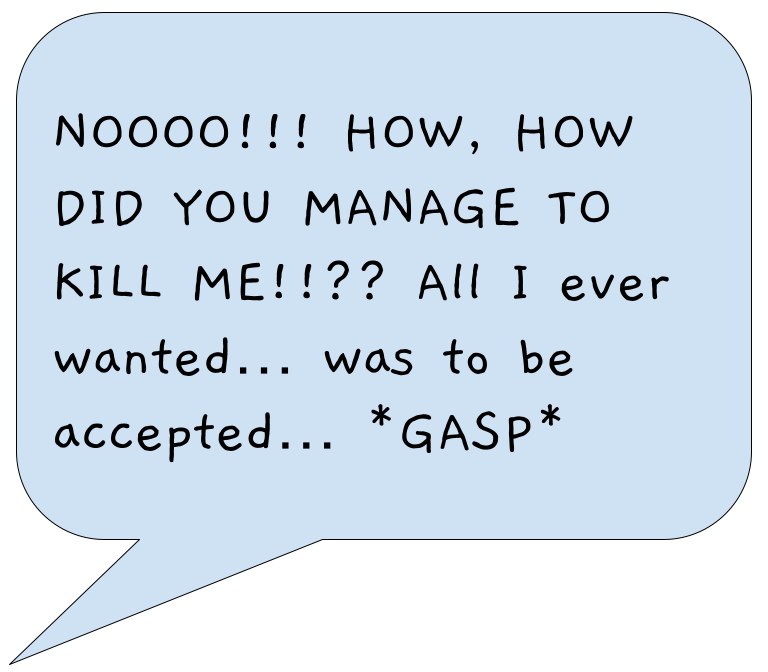 NOOOO!!! HOW, HOW
DID YOU MANAGE TO
KILL ME!!?? All I ever
wanted... was to be
accepted... *GASP*